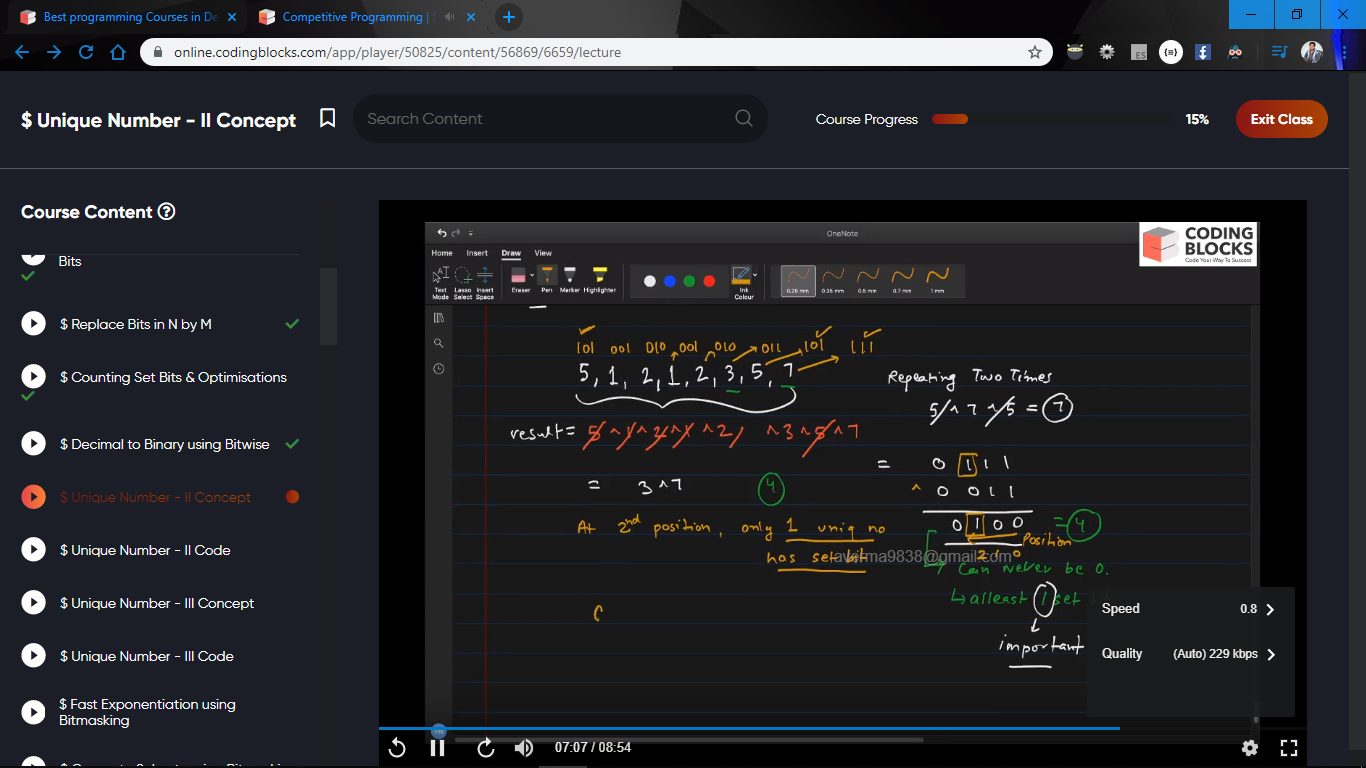 Best programming Courses in De
Competitive Programming |
online.codingblocks.com/app/player/50825/content/56869/6659/lecture
$ Unique Number - II Concept
Search Content
Course Progress
15%
Exit Class
Course Content
Bits
$ Replace Bits in N by M
$ Counting Set Bits & Optimisations
$ Decimal to Binary using Bitwise
$ Unique Number - II Concept
$ Unique Number - II Code
$ Unique Number - III Concept
$ Unique Number - III Code
$ Fast Exponentiation using
Bitmasking
OneNote
CODING
BLOCKS
Code Your Way To Success
Home Insert Draw View
Text Mode
Lasso Select
Insert Space
Eraser
Pen
Marker
Highlighter
Ink Colour
0.25 mm
0.35 mm
0.5 mm
0.7 mm
1 mm
101 001 010 001 010 011 101 111
5, 1, 2, 1, 2, 3, 5, 7
Repeating Two Times
5 ^ 7 ^ 5 = 7
result = 5 ^ 1 ^ 2 ^ 1 ^ 2 ^ 3 ^ 5 ^ 7
= 0 1 1 1
^ 0 0 1 1
= 3 ^ 7
4
0 1 0 0 = 4
At 2nd position, only 1 uniq no
has set bit
Position
2 1 0
can never be 0.
↳ atleast 1 set
important
Speed 0.8
Quality (Auto) 229 kbps
07:07 / 08:54